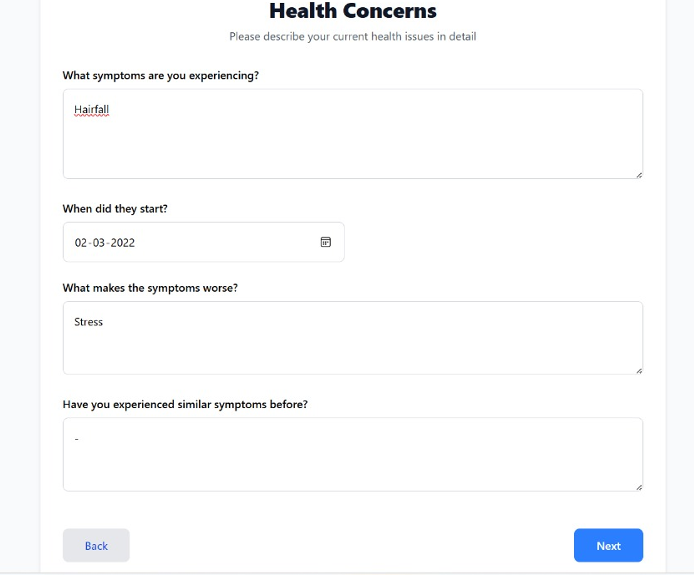 Health Concerns
Please describe your current health issues in detail
What symptoms are you experiencing?
Hairfall
When did they start?
02-03-2022
What makes the symptoms worse?
Stress
Have you experienced similar symptoms before?
-
Back
Next